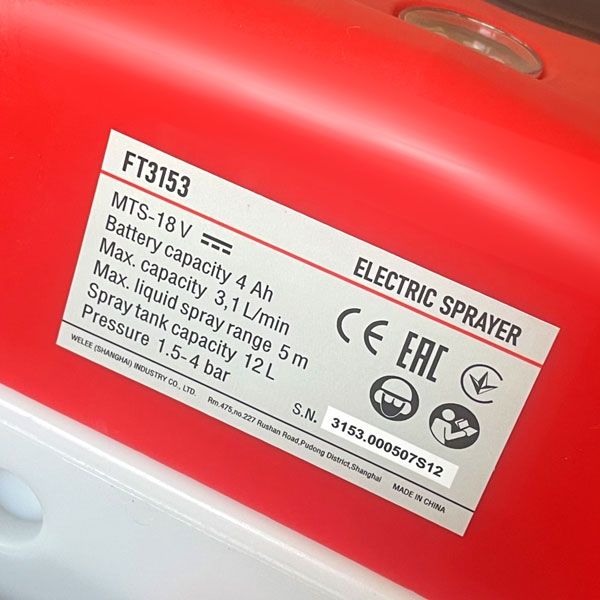 FT3153
ELECTRIC SPRAYER
MTS-18 V
Battery capacity 4 Ah
Max. capacity 3,1 L/min
Max. liquid spray range 5 m
Spray tank capacity 12 L
Pressure 1.5-4 bar
CE EAC
S.N. 3153.000507S12
WELEE (SHANGHAI) INDUSTRY CO., LTD. Rm.475,no.227 Rushan Road,Pudong District,Shanghai MADE IN CHINA